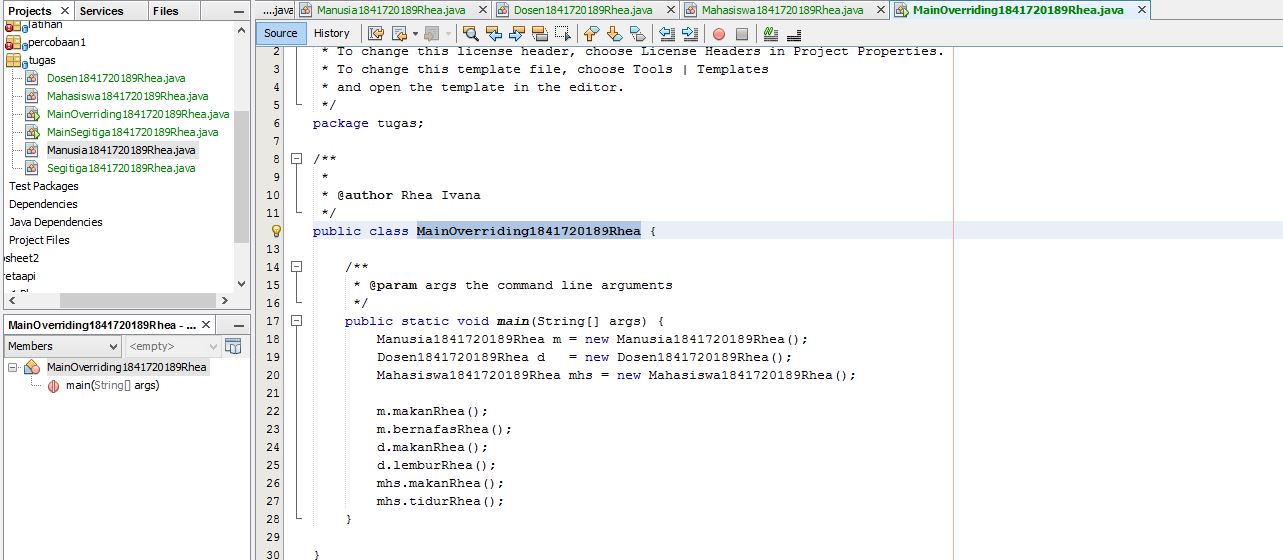 Projects Services Files
latihan
percobaan1
tugas
Dosen1841720189Rhea.java
Mahasiswa1841720189Rhea.java
MainOverriding1841720189Rhea.java
MainSegitiga1841720189Rhea.java
Manusia1841720189Rhea.java
Segitiga1841720189Rhea.java
Test Packages
Dependencies
Java Dependencies
Project Files
osheet2
retaapi
MainOverriding1841720189Rhea - ...
Members <empty>
MainOverriding1841720189Rhea
main(String[] args)
....java Manusia1841720189Rhea.java Dosen1841720189Rhea.java Mahasiswa1841720189Rhea.java MainOverriding1841720189Rhea.java
Source History
2 * To change this license header, choose License Headers in Project Properties.
3 * To change this template file, choose Tools | Templates
4 * and open the template in the editor.
5 */
6 package tugas;
7
8 /**
9 *
10 * @author Rhea Ivana
11 */
public class MainOverriding1841720189Rhea {
13
14 /**
15 * @param args the command line arguments
16 */
17 public static void main(String[] args) {
18 Manusia1841720189Rhea m = new Manusia1841720189Rhea();
19 Dosen1841720189Rhea d = new Dosen1841720189Rhea();
20 Mahasiswa1841720189Rhea mhs = new Mahasiswa1841720189Rhea();
21
22 m.makanRhea();
23 m.bernafasRhea();
24 d.makanRhea();
25 d.lemburRhea();
26 mhs.makanRhea();
27 mhs.tidurRhea();
28 }
29
30 }